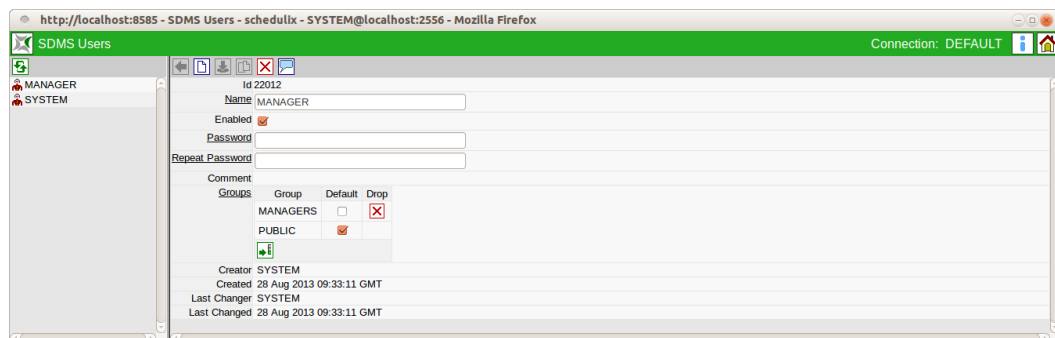 http://localhost:8585 - SDMS Users - schedulix - SYSTEM@localhost:2556 - Mozilla Firefox
SDMS Users
Connection: DEFAULT
MANAGER
SYSTEM
Id 22012
Name MANAGER
Enabled
Password
Repeat Password
Comment
Groups Group Default Drop
MANAGERS
PUBLIC
Creator SYSTEM
Created 28 Aug 2013 09:33:11 GMT
Last Changer SYSTEM
Last Changed 28 Aug 2013 09:33:11 GMT